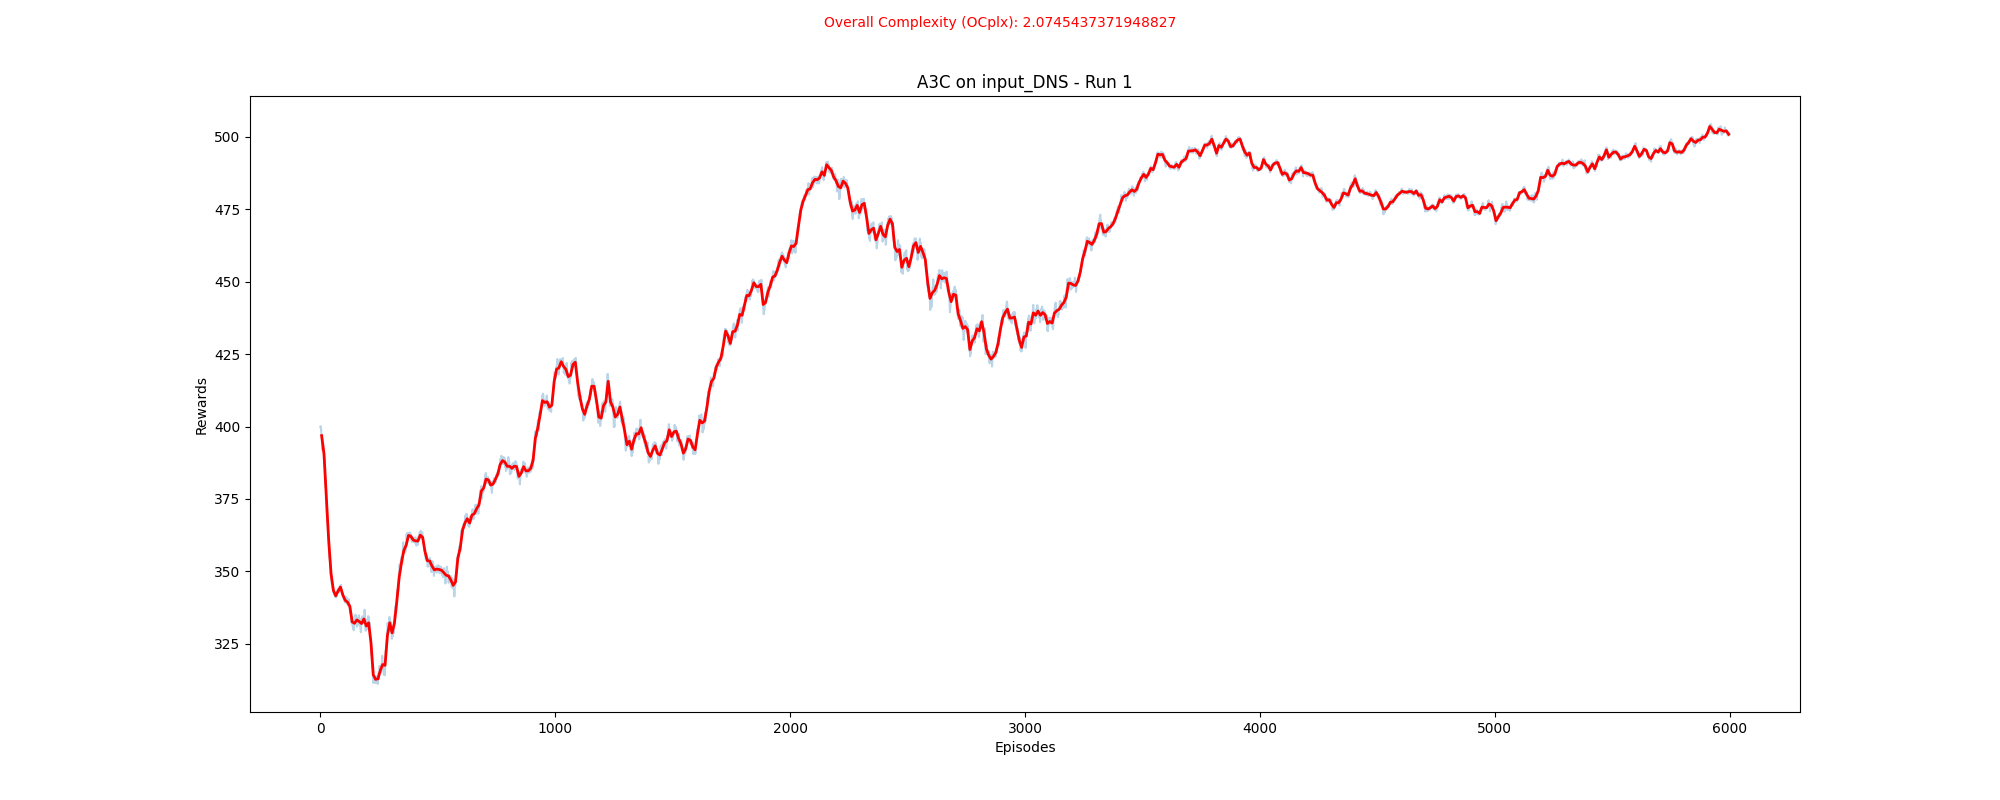 Overall Complexity (OCplx): 2.0745437371948827
A3C on input_DNS - Run 1
Rewards
500
475
450
425
400
375
350
325
0 1000 2000 3000 4000 5000 6000
Episodes